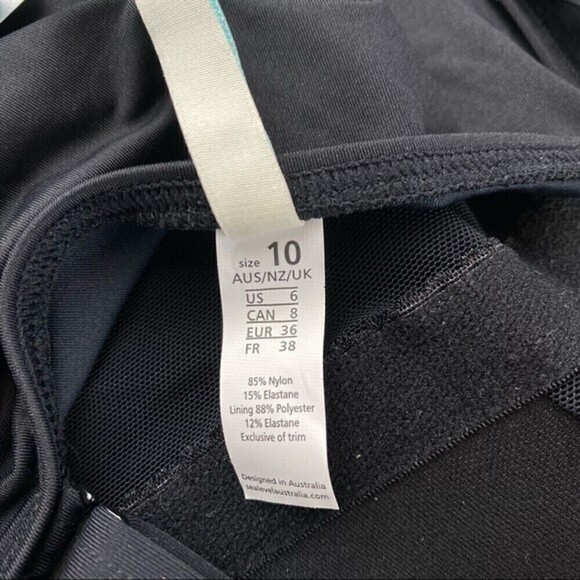 size 10
AUS/NZ/UK
US 6
CAN 8
EUR 36
FR 38
85% Nylon
15% Elastane
Lining 88% Polyester
12% Elastane
Exclusive of trim
Designed in Australia
sealevelaustralia.com